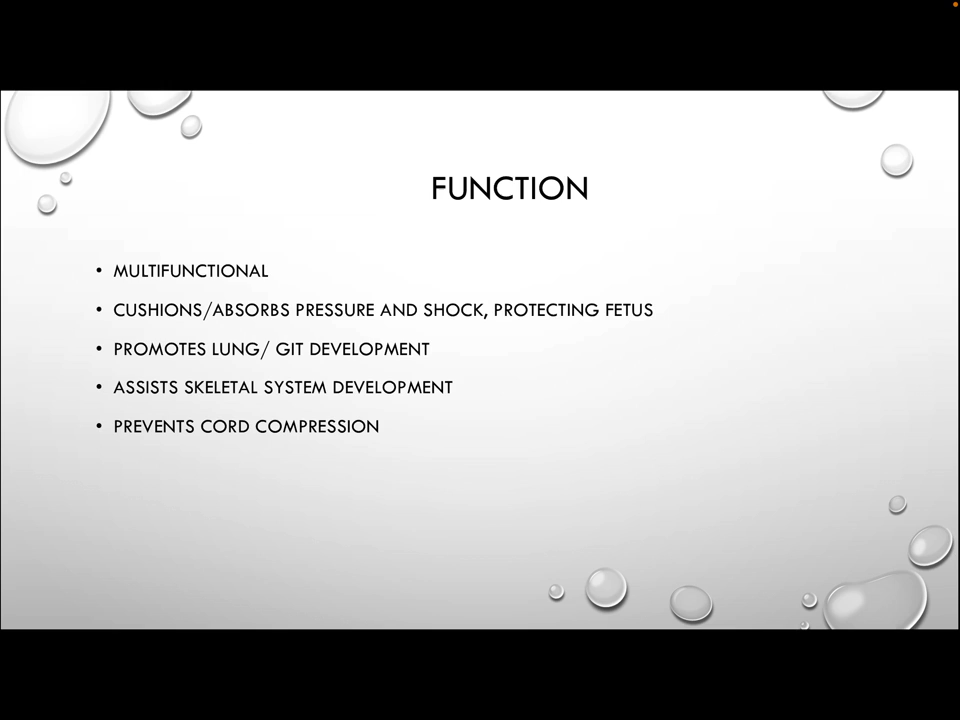 FUNCTION
• MULTIFUNCTIONAL
• CUSHIONS/ABSORBS PRESSURE AND SHOCK, PROTECTING FETUS
• PROMOTES LUNG/ GIT DEVELOPMENT
• ASSISTS SKELETAL SYSTEM DEVELOPMENT
• PREVENTS CORD COMPRESSION